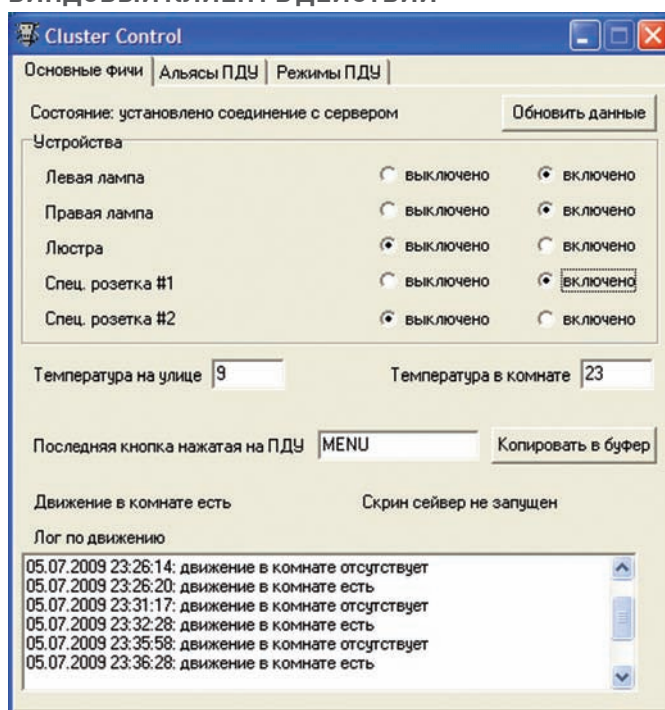 ВИНДОВЫЙ КЛИЕНТ В ДЕЙСТВИИ
Cluster Control
Основные фичи Альясы ПДУ Режимы ПДУ
Состояние: установлено соединение с сервером Обновить данные
Устройства
Левая лампа выключено включено
Правая лампа выключено включено
Люстра выключено включено
Спец. розетка #1 выключено включено
Спец. розетка #2 выключено включено
Температура на улице 9 Температура в комнате 23
Последняя кнопка нажатая на ПДУ MENU Копировать в буфер
Движение в комнате есть Скрин сейвер не запущен
Лог по движению
05.07.2009 23:26:14: движение в комнате отсутствует
05.07.2009 23:26:20: движение в комнате есть
05.07.2009 23:31:17: движение в комнате отсутствует
05.07.2009 23:32:28: движение в комнате есть
05.07.2009 23:35:58: движение в комнате отсутствует
05.07.2009 23:36:28: движение в комнате есть